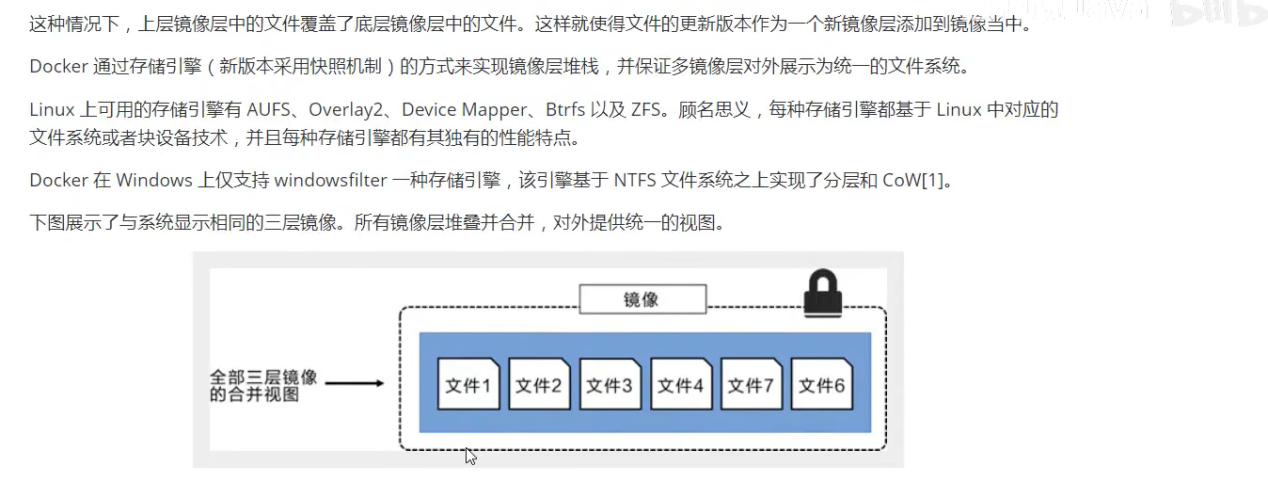 这种情况下，上层镜像层中的文件覆盖了底层镜像层中的文件。这样就使得文件的更新版本作为一个新镜像层添加到镜像当中。
Docker 通过存储引擎（新版本采用快照机制）的方式来实现镜像层堆栈，并保证多镜像层对外展示为统一的文件系统。
Linux 上可用的存储引擎有 AUFS、Overlay2、Device Mapper、Btrfs 以及 ZFS。顾名思义，每种存储引擎都基于 Linux 中对应的
文件系统或者块设备技术，并且每种存储引擎都有其独有的性能特点。
Docker 在 Windows 上仅支持 windowsfilter 一种存储引擎，该引擎基于 NTFS 文件系统之上实现了分层和 CoW[1]。
下图展示了与系统显示相同的三层镜像。所有镜像层堆叠并合并，对外提供统一的视图。
镜像
全部三层镜像
的合并视图
文件1 文件2 文件3 文件4 文件7 文件6